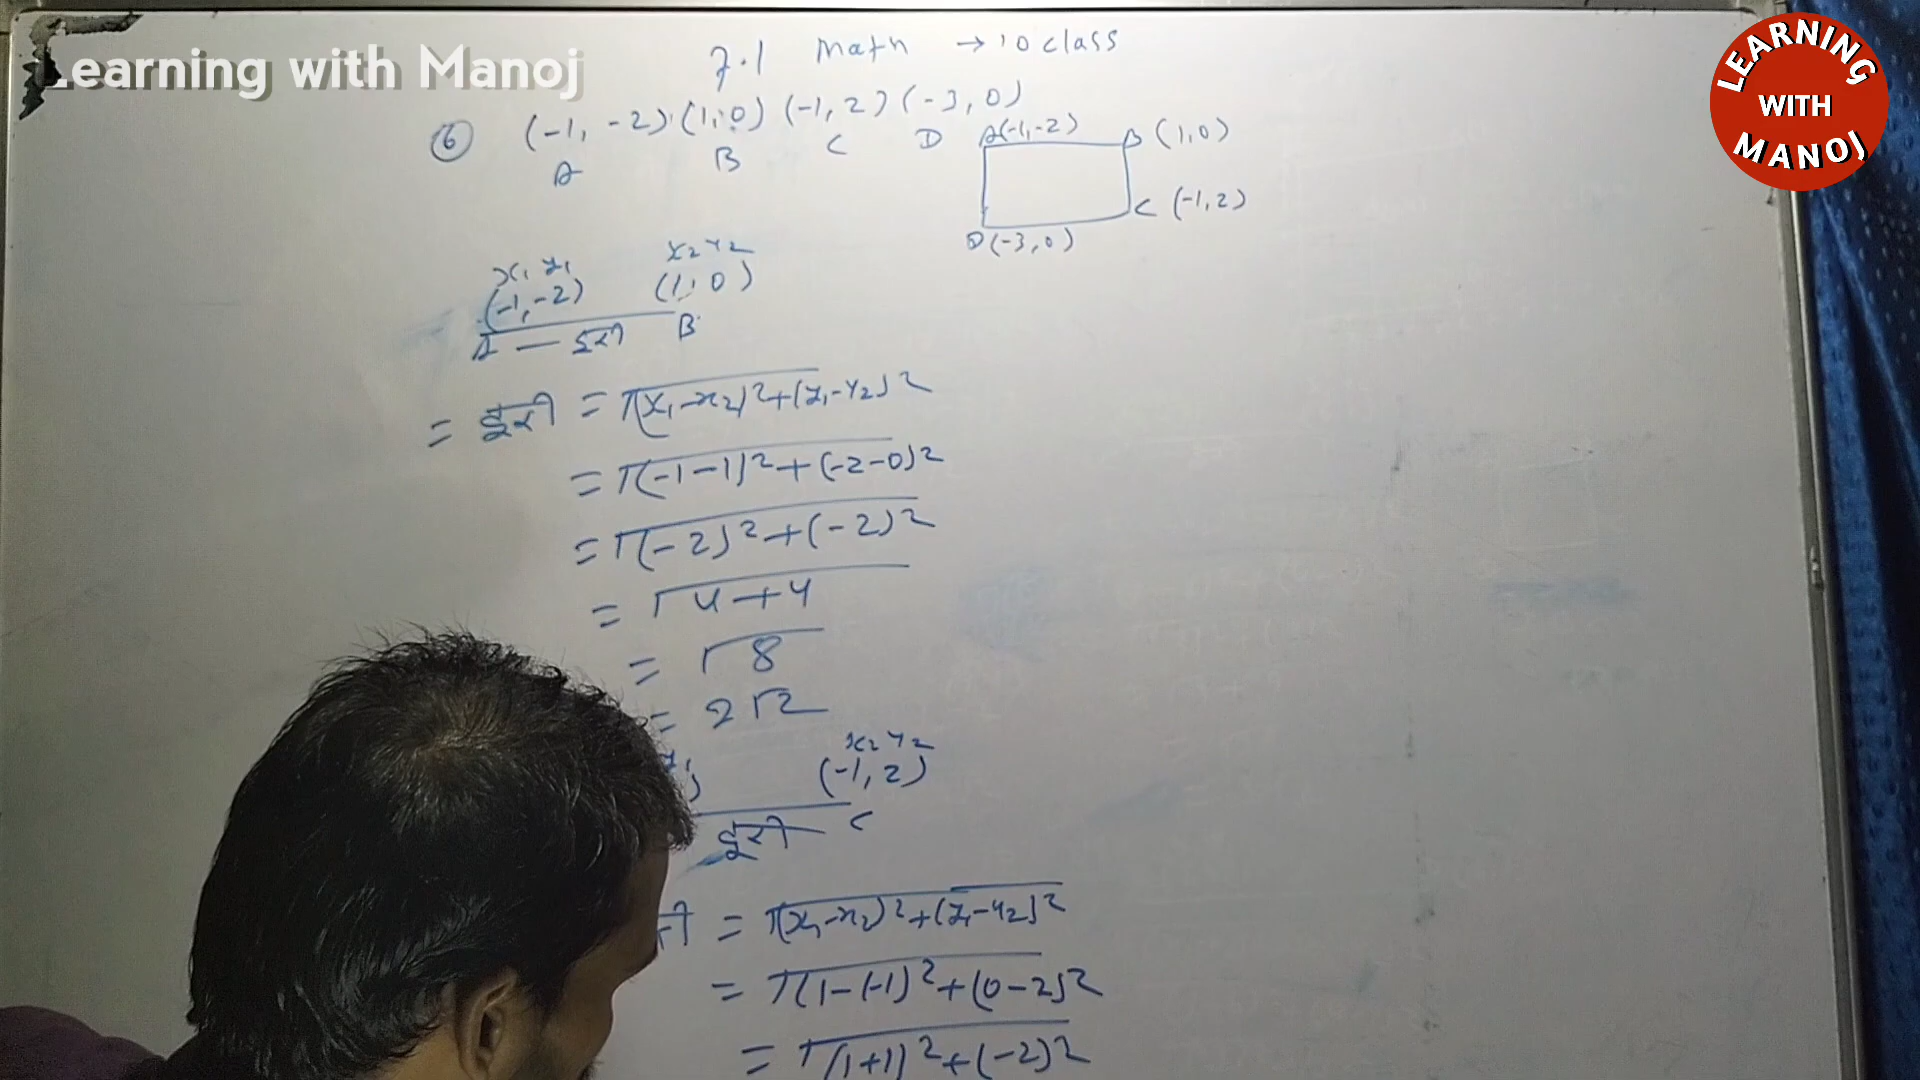 Learning with Manoj
LEARNING
WITH
MANOJ
7.1 Math → 10 class
6 (-1, -2) (1, 0) (-1, 2) (-3, 0)
A B C D
A(-1,-2) B (1,0)
C (-1,2)
D(-3,0)
x₁ y₁ x₂ y₂
(-1,-2) (1, 0)
A — दूरी B
= दूरी = √(x₁-x₂)²+(y₁-y₂)²
= √(-1-1)²+(-2-0)²
= √(-2)²+(-2)²
= √4+4
= √8
= 2√2
x₂ y₂
(-1, 2)
दूरी C
= √(x₁-x₂)²+(y₁-y₂)²
= √(1-(-1)²+(0-2)²
= √(1+1)²+(-2)²